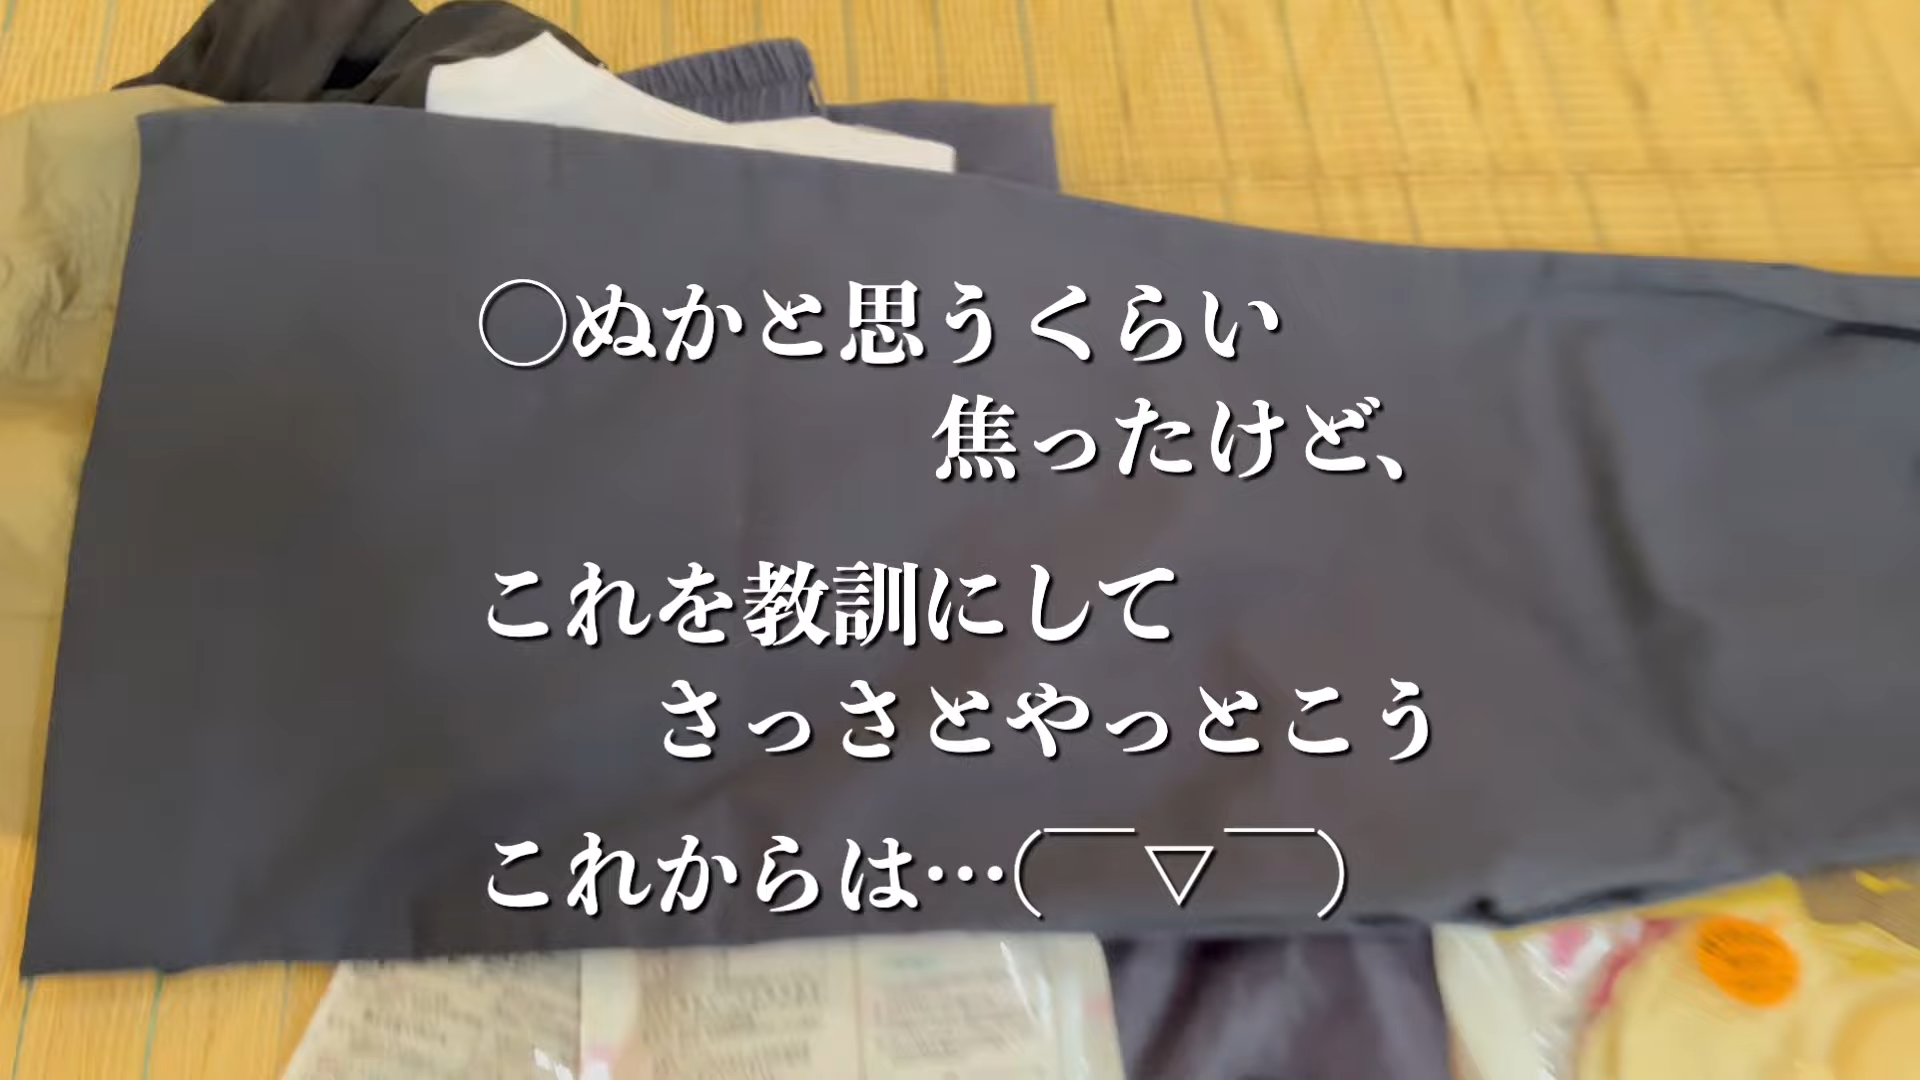 ◯ぬかと思うくらい
焦ったけど、
これを教訓にして
さっさとやっとこう
これからは…(￣▽￣)